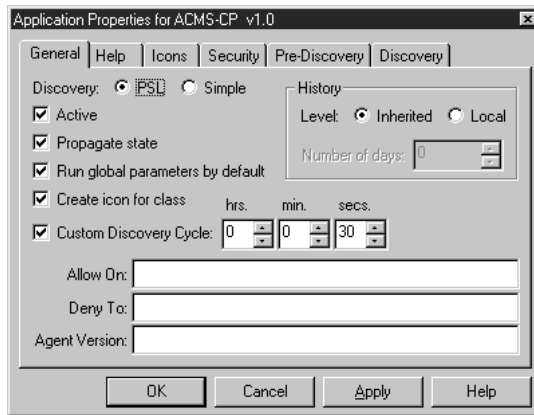 Application Properties for ACMS-CP v1.0
General Help Icons Security Pre-Discovery Discovery
Discovery: PSL Simple
History
Active
Level: Inherited Local
Propagate state
Number of days: 0
Run global parameters by default
Create icon for class
hrs. min. secs.
Custom Discovery Cycle: 0 0 30
Allow On:
Deny To:
Agent Version:
OK Cancel Apply Help